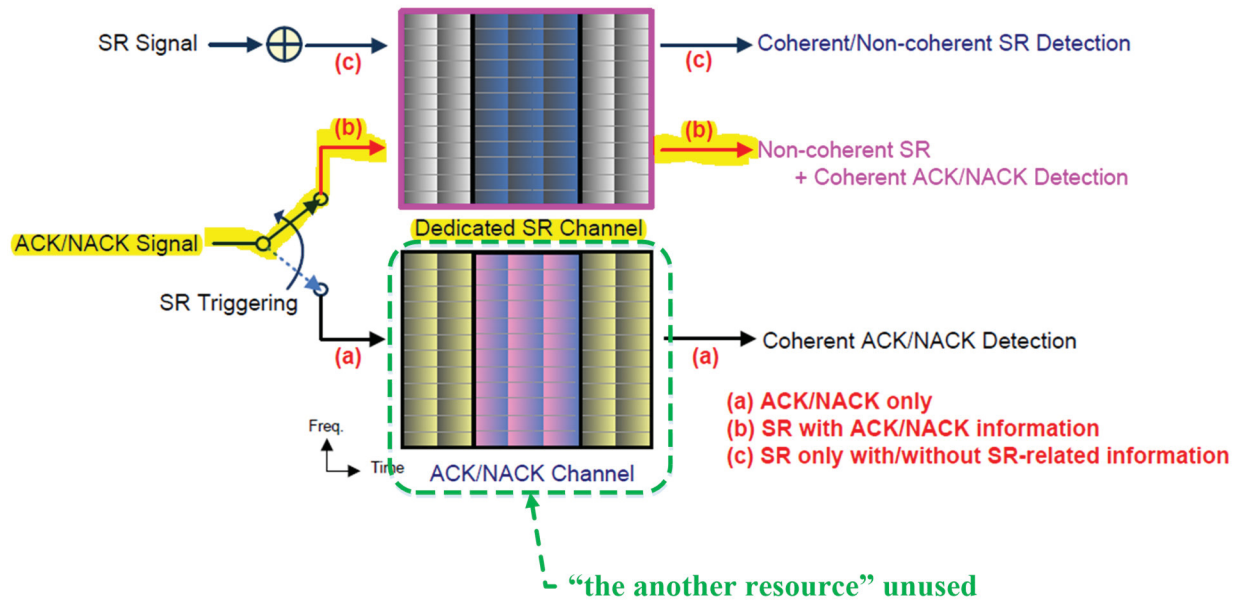 SR Signal
(c)
(c)
Coherent/Non-coherent SR Detection
(b)
(b)
Non-coherent SR
+ Coherent ACK/NACK Detection
Dedicated SR Channel
ACK/NACK Signal
SR Triggering
(a)
(a)
Coherent ACK/NACK Detection
(a) ACK/NACK only
(b) SR with ACK/NACK information
(c) SR only with/without SR-related information
Freq.
Time
ACK/NACK Channel
“the another resource” unused